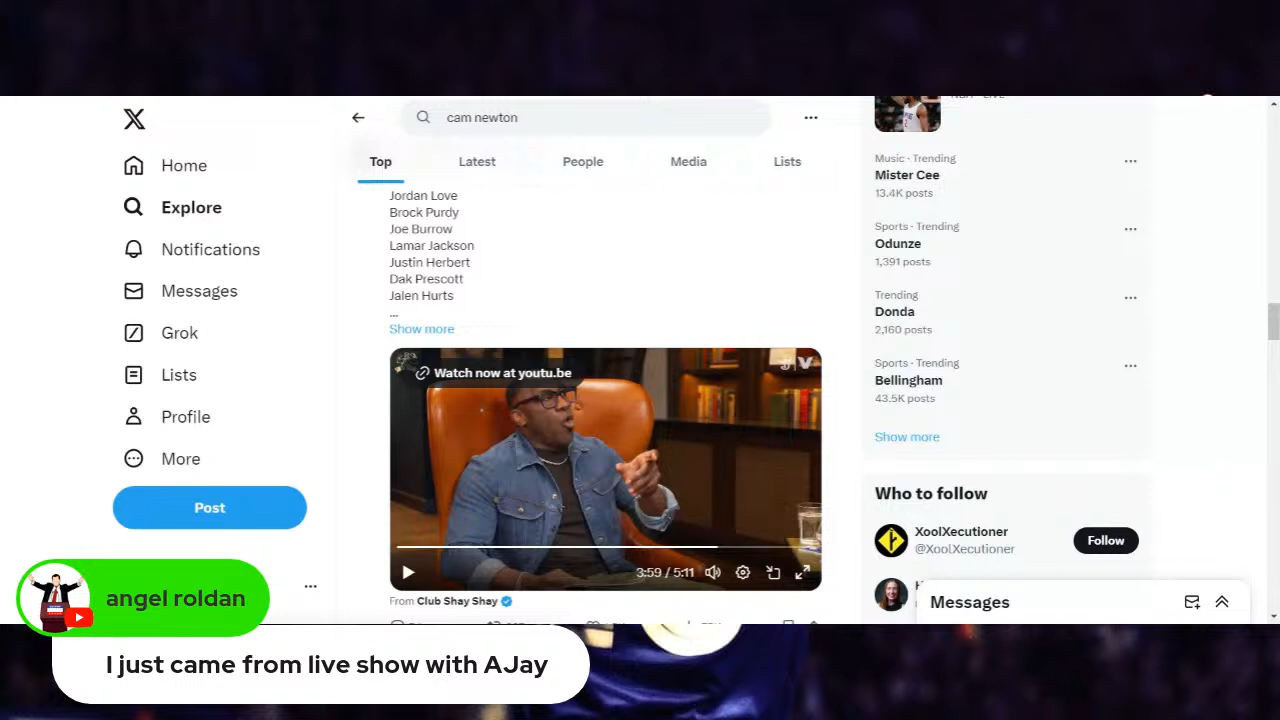 cam newton
Top
Latest
People
Media
Lists
Home
Explore
Notifications
Messages
Grok
Lists
Profile
More
Post
Jordan Love
Brock Purdy
Joe Burrow
Lamar Jackson
Justin Herbert
Dak Prescott
Jalen Hurts
...
Show more
Watch now at youtu.be
3:59 / 5:11
From Club Shay Shay
Music · Trending
Mister Cee
13.4K posts
Sports · Trending
Odunze
1,391 posts
Trending
Donda
2,160 posts
Sports · Trending
Bellingham
43.5K posts
Show more
Who to follow
XoolXecutioner
@XoolXecutioner
Follow
Messages
angel roldan
I just came from live show with AJay